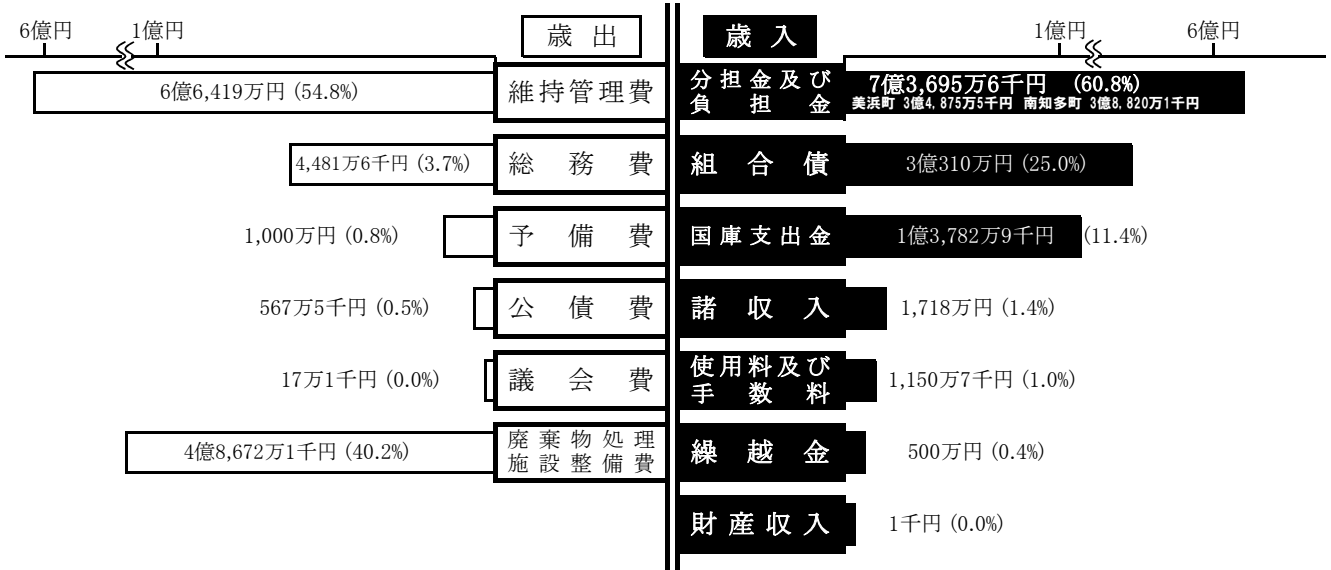 6億円
1億円
歳出
6億6,419万円 (54.8%)
維持管理費
4,481万6千円 (3.7%)
総務費
1,000万円 (0.8%)
予備費
567万5千円 (0.5%)
公債費
17万1千円 (0.0%)
議会費
4億8,672万1千円 (40.2%)
廃棄物処理
施設整備費
歳入
1億円
6億円
分担金及び
負担金
7億3,695万6千円 (60.8%)
美浜町 3億4,875万5千円 南知多町 3億8,820万1千円
組合債
3億310万円 (25.0%)
国庫支出金
1億3,782万9千円 (11.4%)
諸収入
1,718万円 (1.4%)
使用料及び
手数料
1,150万7千円 (1.0%)
繰越金
500万円 (0.4%)
財産収入
1千円 (0.0%)